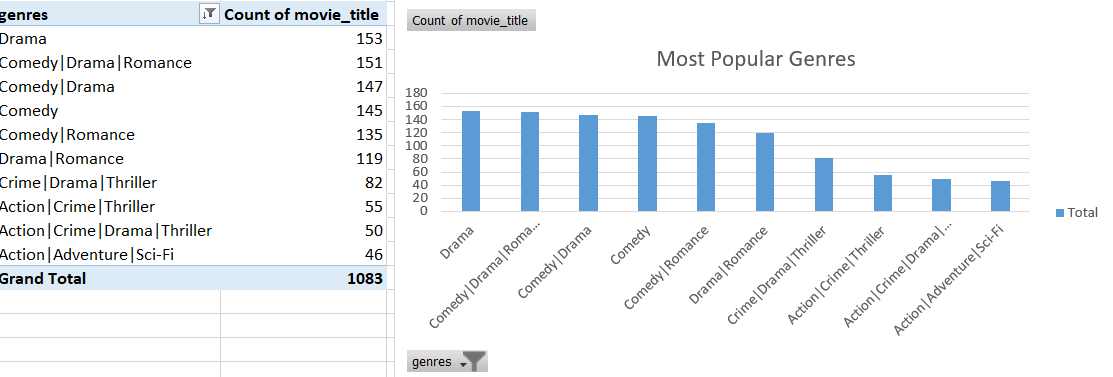 genres Count of movie_title
Drama 153
Comedy|Drama|Romance 151
Comedy|Drama 147
Comedy 145
Comedy|Romance 135
Drama|Romance 119
Crime|Drama|Thriller 82
Action|Crime|Thriller 55
Action|Crime|Drama|Thriller 50
Action|Adventure|Sci-Fi 46
Grand Total 1083
Count of movie_title
Most Popular Genres
180
160
140
120
100
80
60
40
20
0
Drama
Comedy|Drama|Roma...
Comedy|Drama
Comedy
Comedy|Romance
Drama|Romance
Crime|Drama|Thriller
Action|Crime|Thriller
Action|Crime|Drama|...
Action|Adventure|Sci-Fi
Total
genres